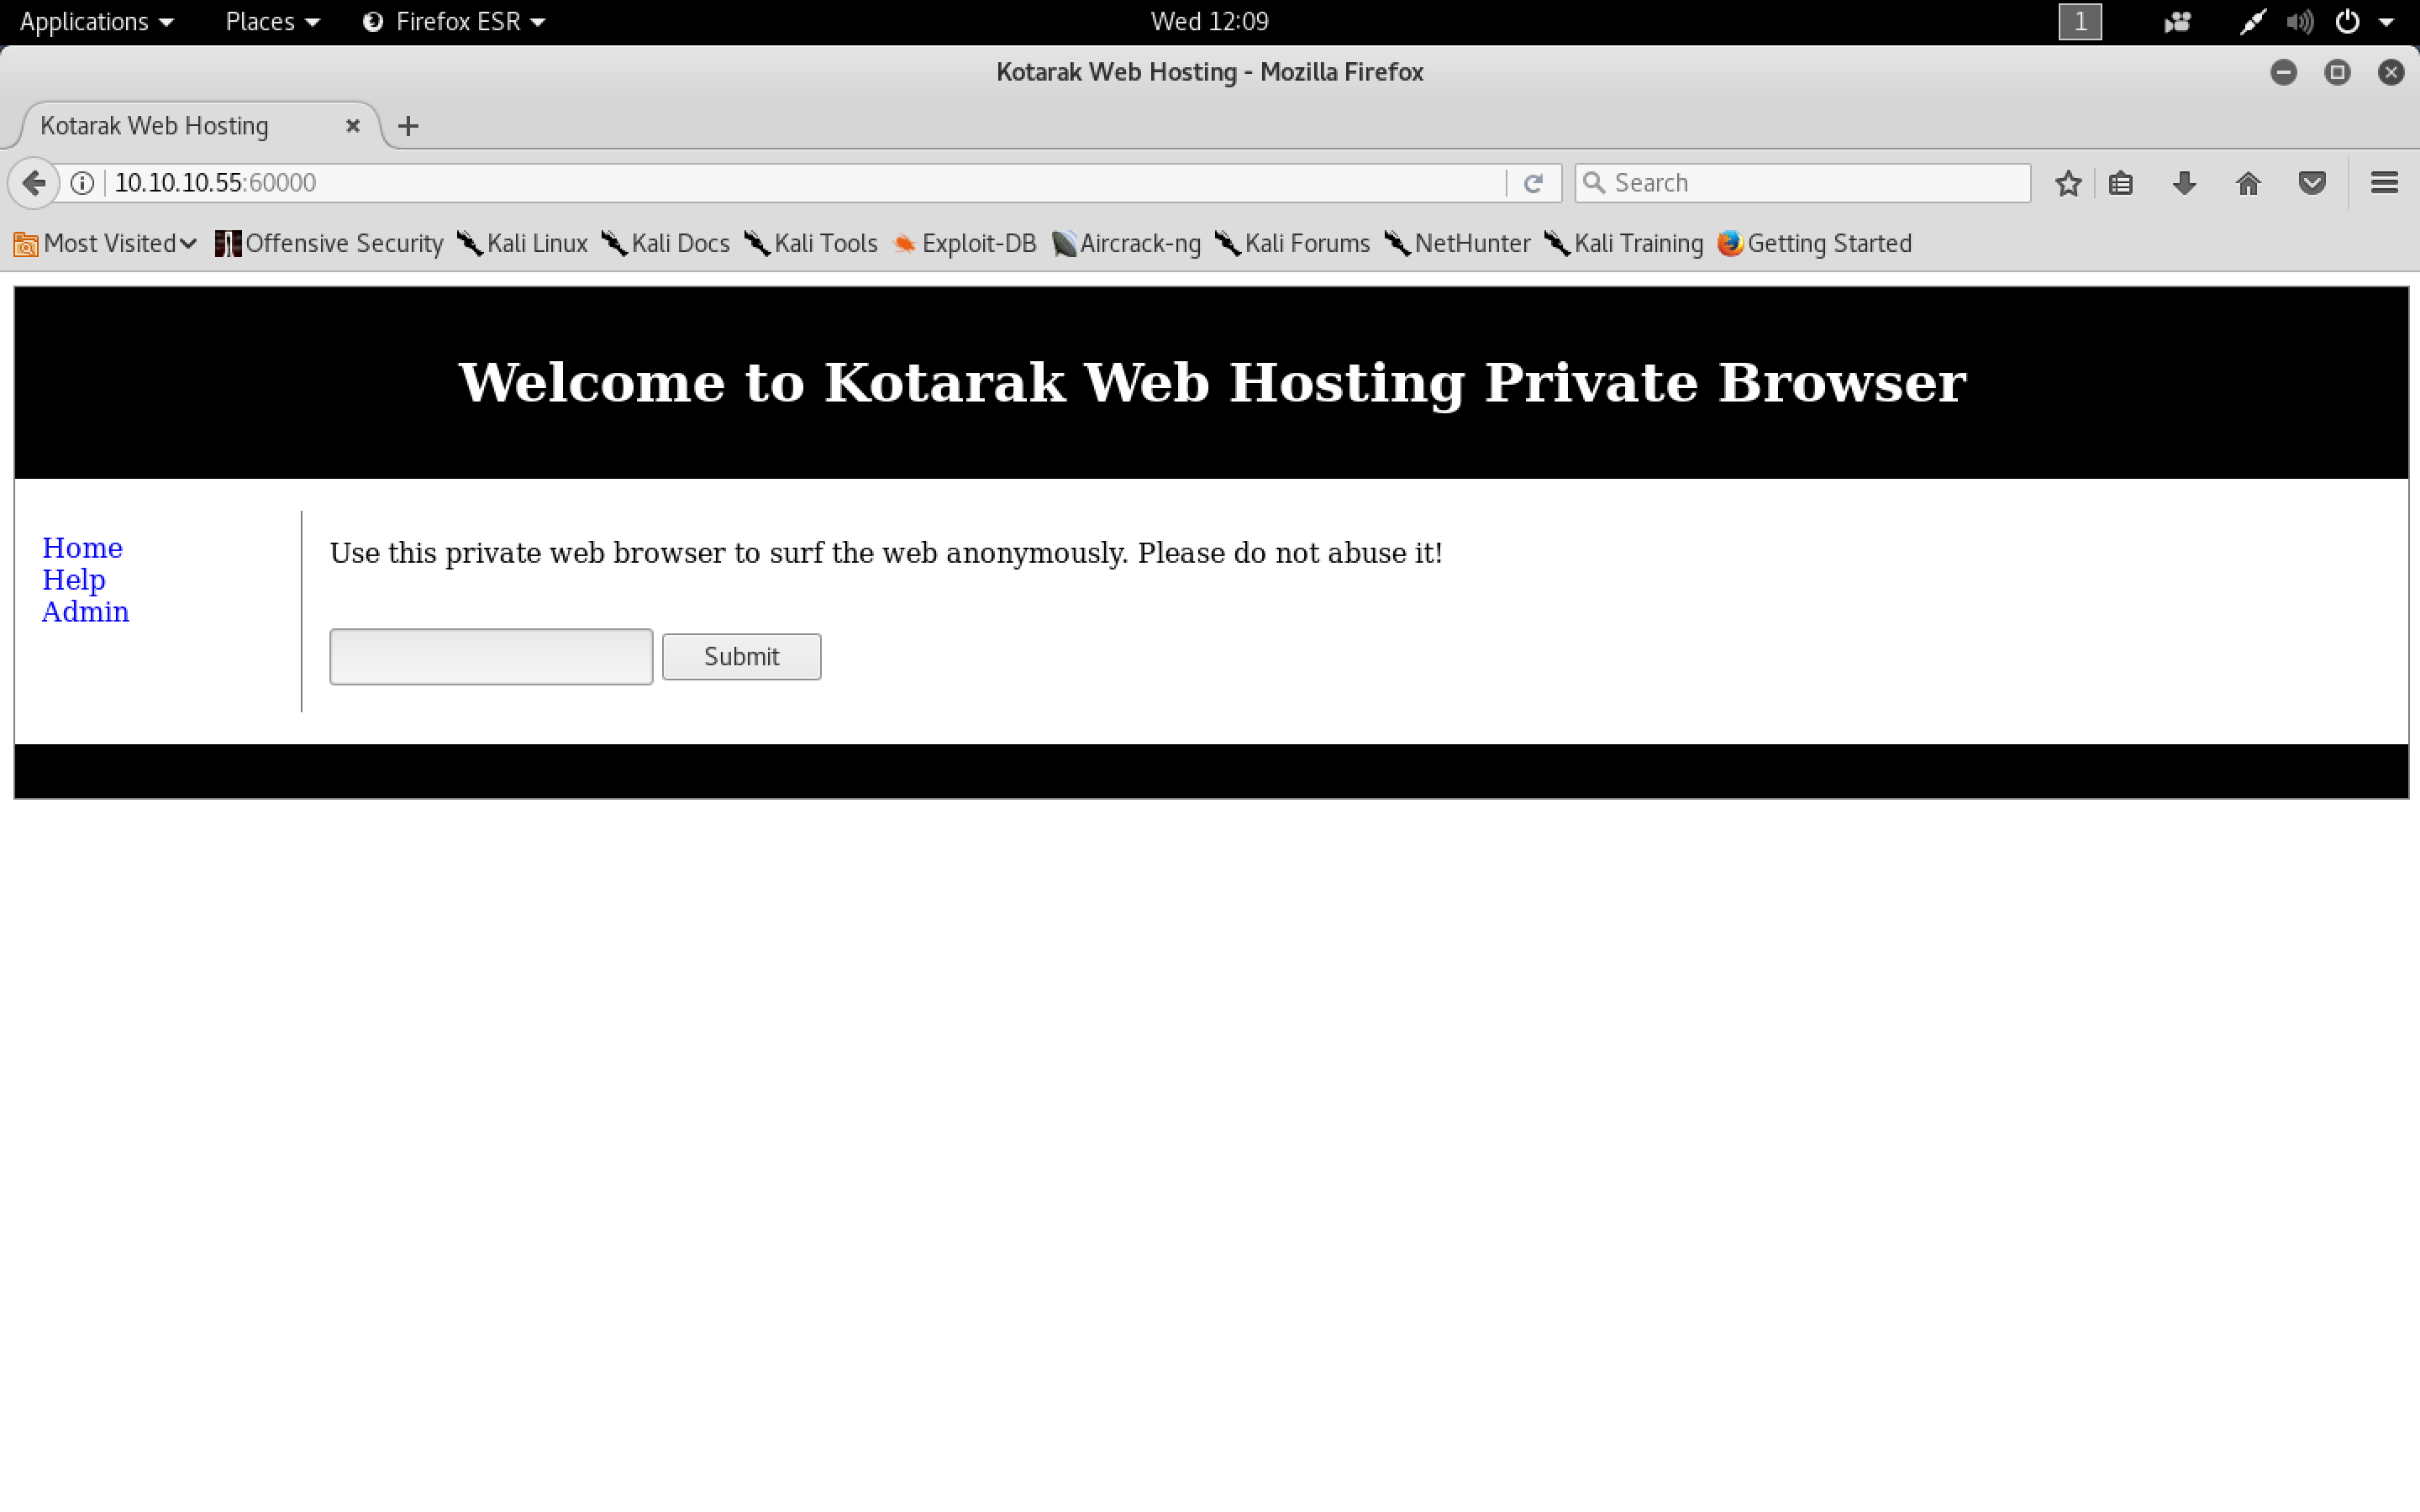 Applications Places Firefox ESR Wed 12:09 1
Kotarak Web Hosting - Mozilla Firefox
Kotarak Web Hosting
10.10.10.55:60000 Search
Most Visited Offensive Security Kali Linux Kali Docs Kali Tools Exploit-DB Aircrack-ng Kali Forums NetHunter Kali Training Getting Started
Welcome to Kotarak Web Hosting Private Browser
Home
Help
Admin
Use this private web browser to surf the web anonymously. Please do not abuse it!
Submit